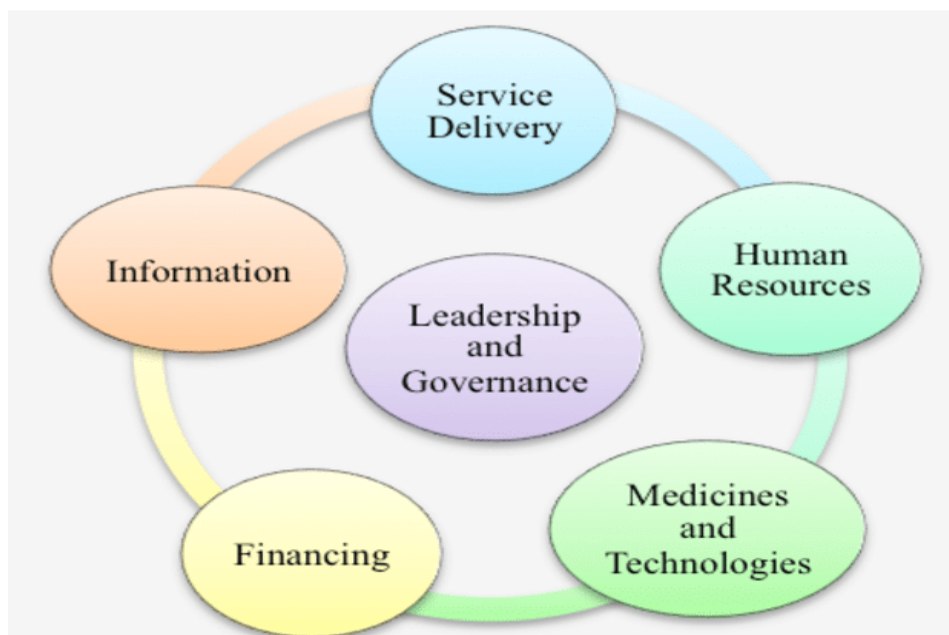 Service
Delivery
Human
Resources
Medicines
and
Technologies
Financing
Information
Leadership
and
Governance